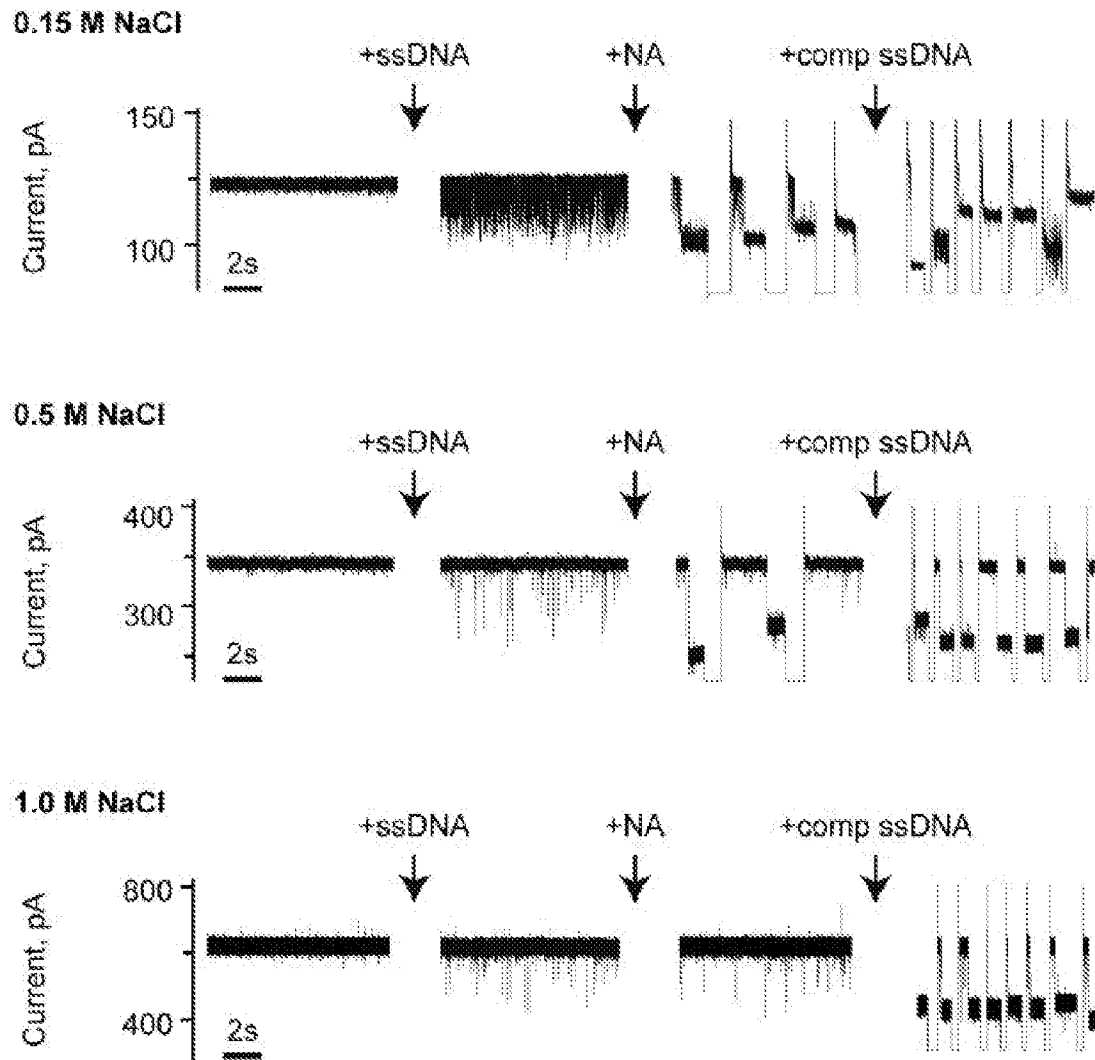 0.15 M NaCl
+ssDNA +NA +comp ssDNA
150
100
Current, pA
2s
0.5 M NaCl
+ssDNA +NA +comp ssDNA
400
300
Current, pA
2s
1.0 M NaCl
+ssDNA +NA +comp ssDNA
800
400
Current, pA
2s